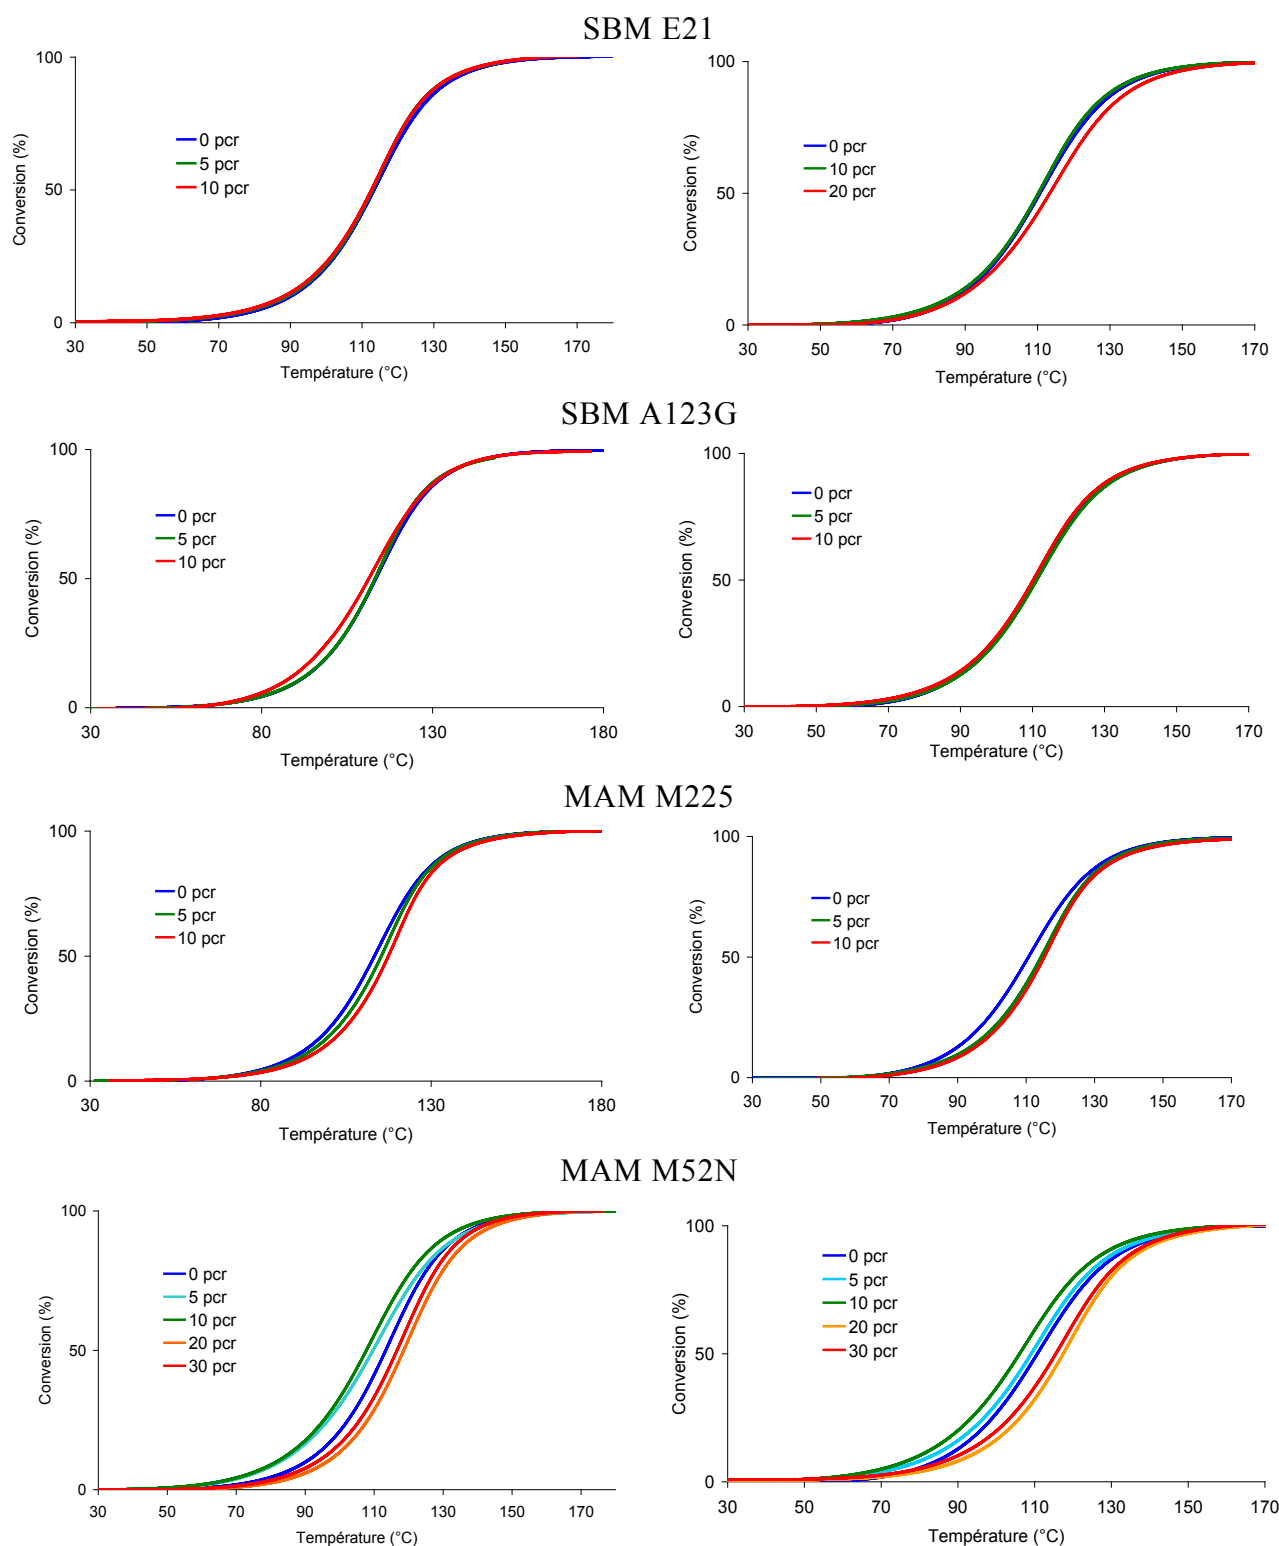 SBM E21
100
50
0
Conversion (%)
0 pcr
5 pcr
10 pcr
30 50 70 90 110 130 150 170
Température (°C)
100
50
0
Conversion (%)
0 pcr
10 pcr
20 pcr
30 50 70 90 110 130 150 170
Température (°C)
SBM A123G
100
50
0
Conversion (%)
0 pcr
5 pcr
10 pcr
30 80 130 180
Température (°C)
100
50
0
Conversion (%)
0 pcr
5 pcr
10 pcr
30 50 70 90 110 130 150 170
Température (°C)
MAM M225
100
50
0
Conversion (%)
0 pcr
5 pcr
10 pcr
30 80 130 180
Température (°C)
100
50
0
Conversion (%)
0 pcr
5 pcr
10 pcr
30 50 70 90 110 130 150 170
Température (°C)
MAM M52N
100
50
0
Conversion (%)
0 pcr
5 pcr
10 pcr
20 pcr
30 pcr
30 50 70 90 110 130 150 170
Température (°C)
100
50
0
Conversion (%)
0 pcr
5 pcr
10 pcr
20 pcr
30 pcr
30 50 70 90 110 130 150 170
Température (°C)